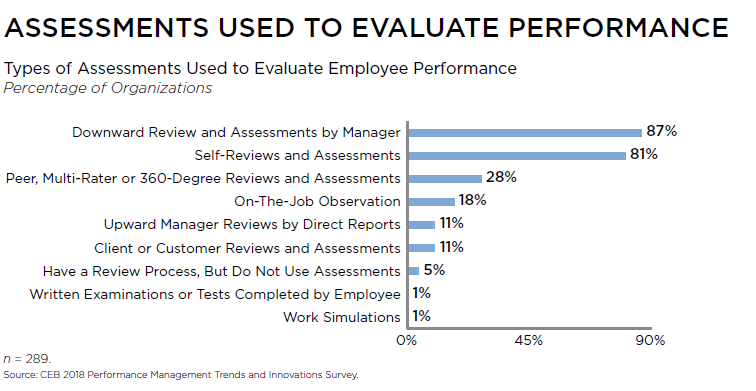 ASSESSMENTS USED TO EVALUATE PERFORMANCE
Types of Assessments Used to Evaluate Employee Performance
Percentage of Organizations
Downward Review and Assessments by Manager 87%
Self-Reviews and Assessments 81%
Peer, Multi-Rater or 360-Degree Reviews and Assessments 28%
On-The-Job Observation 18%
Upward Manager Reviews by Direct Reports 11%
Client or Customer Reviews and Assessments 11%
Have a Review Process, But Do Not Use Assessments 5%
Written Examinations or Tests Completed by Employee 1%
Work Simulations 1%
0% 45% 90%
n = 289.
Source: CEB 2018 Performance Management Trends and Innovations Survey.